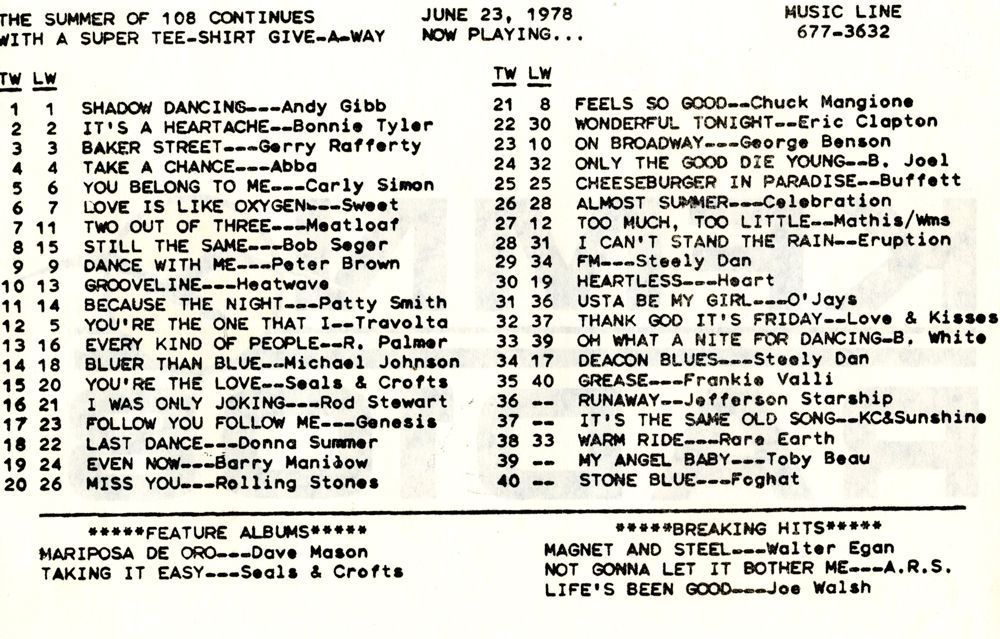 THE SUMMER OF 108 CONTINUES
WITH A SUPER TEE-SHIRT GIVE-A-WAY
JUNE 23, 1978
NOW PLAYING...
MUSIC LINE
677-3632
TW LW
1 1 SHADOW DANCING---Andy Gibb
2 2 IT'S A HEARTACHE--Bonnie Tyler
3 3 BAKER STREET---Gerry Rafferty
4 4 TAKE A CHANCE---Abba
5 6 YOU BELONG TO ME---Carly Simon
6 7 LOVE IS LIKE OXYGEN---Sweet
7 11 TWO OUT OF THREE---Meatloaf
8 15 STILL THE SAME---Bob Seger
9 9 DANCE WITH ME---Peter Brown
10 13 GROOVELINE---Heatwave
11 14 BECAUSE THE NIGHT---Patty Smith
12 5 YOU'RE THE ONE THAT I--Travolta
13 16 EVERY KIND OF PEOPLE--R. Palmer
14 18 BLUER THAN BLUE--Michael Johnson
15 20 YOU'RE THE LOVE--Seals & Crofts
16 21 I WAS ONLY JOKING---Rod Stewart
17 23 FOLLOW YOU FOLLOW ME---Genesis
18 22 LAST DANCE---Donna Summer
19 24 EVEN NOW---Barry Manilow
20 26 MISS YOU---Rolling Stones
TW LW
21 8 FEELS SO GOOD--Chuck Mangione
22 30 WONDERFUL TONIGHT--Eric Clapton
23 10 ON BROADWAY---George Benson
24 32 ONLY THE GOOD DIE YOUNG--B. Joel
25 25 CHEESEBURGER IN PARADISE--Buffett
26 28 ALMOST SUMMER---Celebration
27 12 TOO MUCH, TOO LITTLE--Mathis/Wms
28 31 I CAN'T STAND THE RAIN--Eruption
29 34 FM---Steely Dan
30 19 HEARTLESS---Heart
31 36 USTA BE MY GIRL---O'Jays
32 37 THANK GOD IT'S FRIDAY--Love & Kisses
33 39 OH WHAT A NITE FOR DANCING-B. White
34 17 DEACON BLUES---Steely Dan
35 40 GREASE---Frankie Valli
36 -- RUNAWAY--Jefferson Starship
37 -- IT'S THE SAME OLD SONG--KC&Sunshine
38 33 WARM RIDE---Rare Earth
39 -- MY ANGEL BABY---Toby Beau
40 -- STONE BLUE---Foghat
*****FEATURE ALBUMS*****
MARIPOSA DE ORO---Dave Mason
TAKING IT EASY---Seals & Crofts
*****BREAKING HITS*****
MAGNET AND STEEL---Walter Egan
NOT GONNA LET IT BOTHER ME---A.R.S.
LIFE'S BEEN GOOD---Joe Walsh